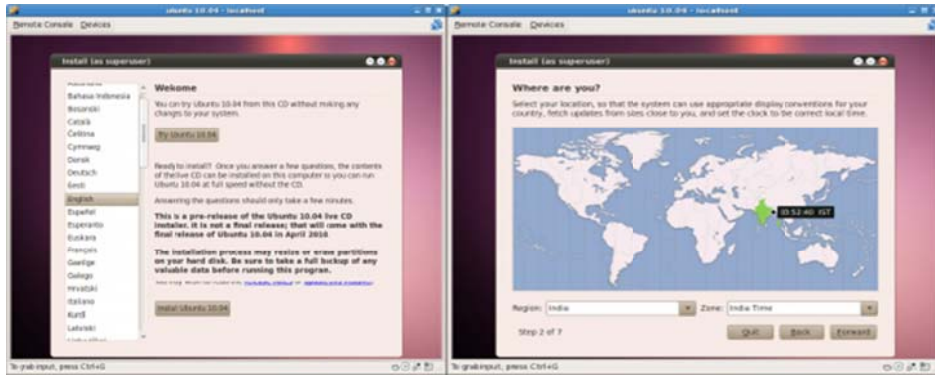 ubuntu 10.04 - localhost
Remote Console Devices
Install (as superuser)
Bahasa Indonesia
Bosanski
Català
Čeština
Cymraeg
Dansk
Deutsch
Eesti
English
Español
Esperanto
Euskara
Français
Gaeilge
Galego
Hrvatski
Italiano
Kurdî
Latviski
Welcome
You can try Ubuntu 10.04 from this CD without making any
changes to your system.
Try Ubuntu 10.04
Ready to install? Once you answer a few questions, the contents
of the live CD can be installed on this computer so you can run
Ubuntu 10.04 at full speed without the CD.
Answering the questions should only take a few minutes.
This is a pre-release of the Ubuntu 10.04 live CD
installer. It is not a final release; that will come with the
final release of Ubuntu 10.04 in April 2010.
The installation process may resize or erase partitions
on your hard disk. Be sure to take a full backup of any
valuable data before running this program.
Install Ubuntu 10.04
To grab input, press Ctrl+G
ubuntu 10.04 - localhost
Remote Console Devices
Install (as superuser)
Where are you?
Select your location, so that the system can use appropriate display conventions for your
country, fetch updates from sites close to you, and set the clock to the correct local time.
03:52:40 IST
Region: India Zone: India Time
Step 2 of 7 Quit Back Forward
To grab input, press Ctrl+G